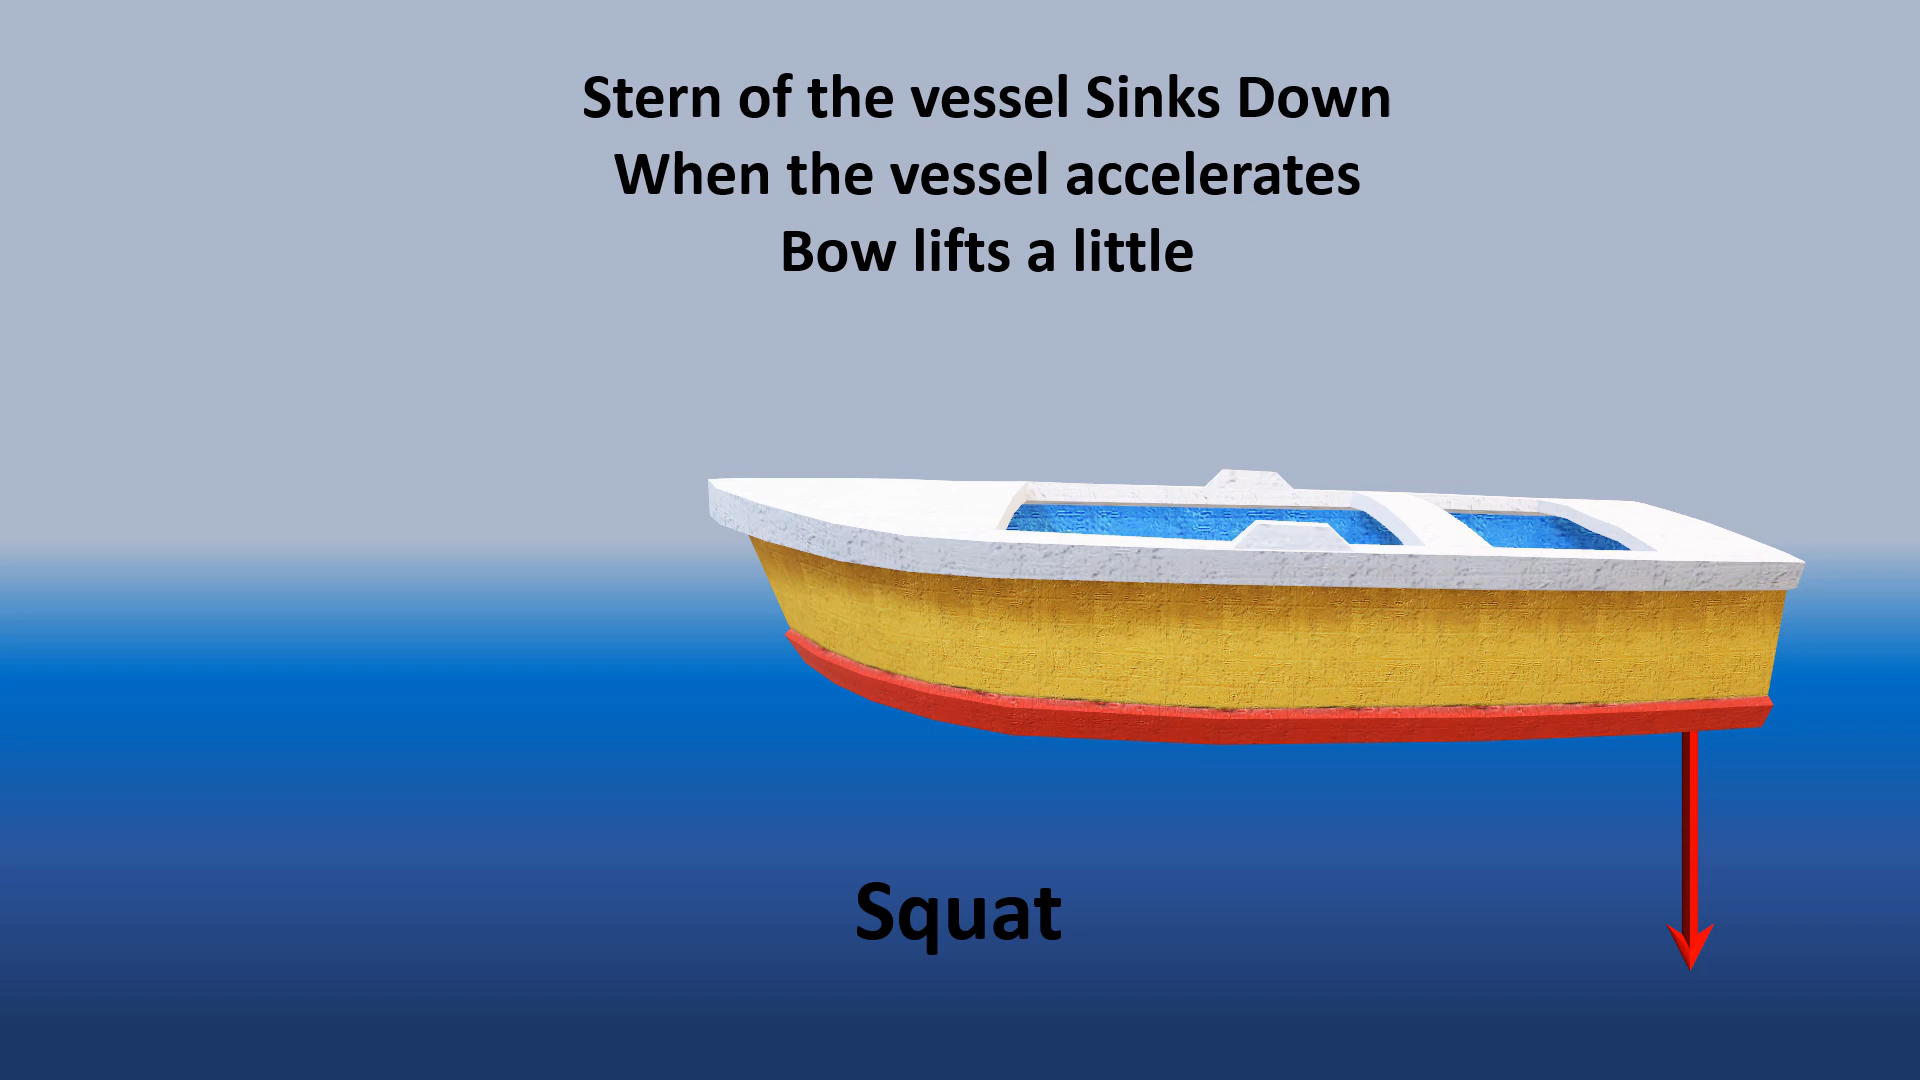 Stern of the vessel Sinks Down
When the vessel accelerates
Bow lifts a little
Squat